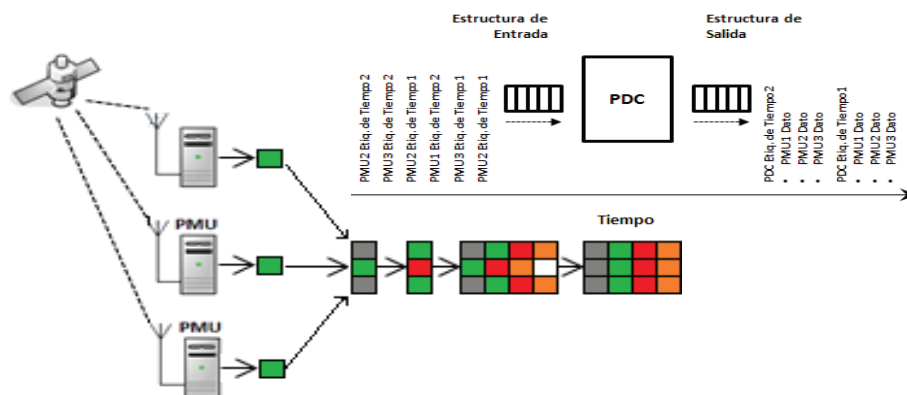 Estructura de
Entrada
Estructura de
Salida
PMU2 Etiq. de Tiempo 2
PMU3 Etiq. de Tiempo 2
PMU2 Etiq. de Tiempo 1
PMU1 Etiq. de Tiempo 2
PMU3 Etiq. de Tiempo 1
PMU2 Etiq. de Tiempo 1
PDC
PDC Etiq. de Tiempo 2
• PMU1 Dato
• PMU2 Dato
• PMU3 Dato
PDC Etiq. de Tiempo 1
• PMU1 Dato
• PMU2 Dato
• PMU3 Dato
Tiempo
PMU
PMU